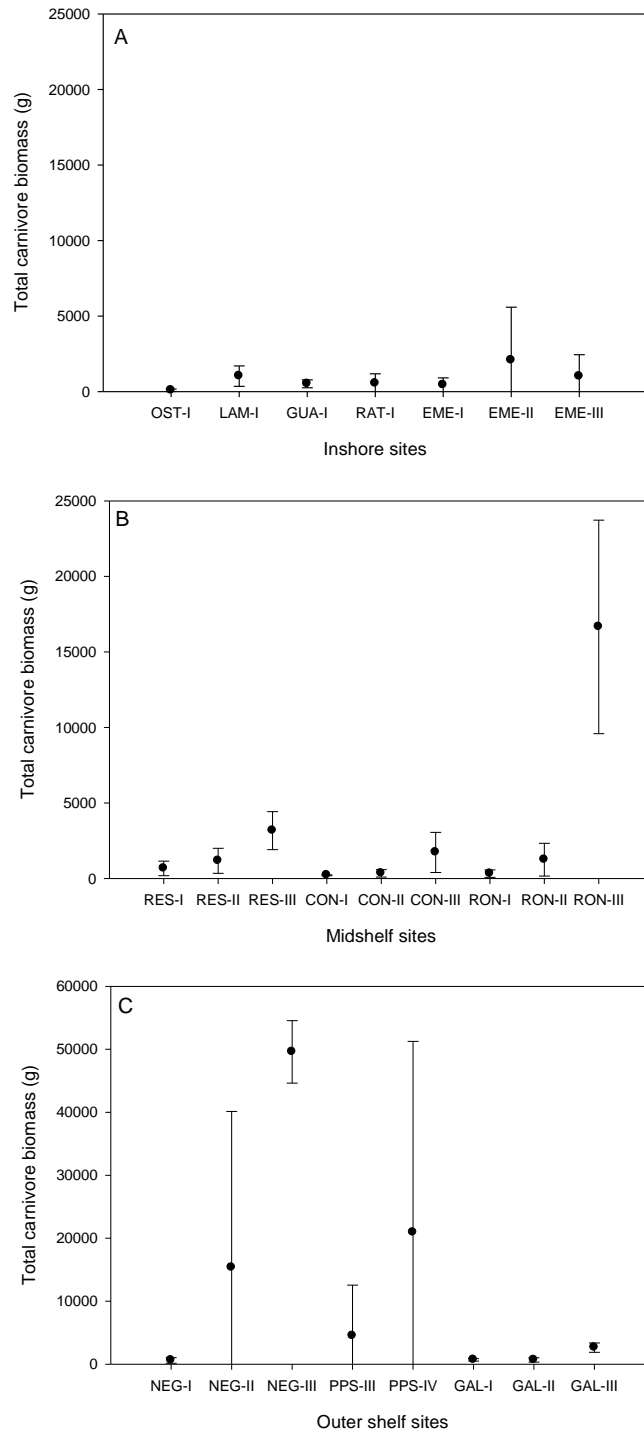 A
25000
20000
15000
10000
5000
0
Total carnivore biomass (g)
OST-I LAM-I GUA-I RAT-I EME-I EME-II EME-III
Inshore sites
B
25000
20000
15000
10000
5000
0
Total carnivore biomass (g)
RES-I RES-II RES-III CON-I CON-II CON-III RON-I RON-II RON-III
Midshelf sites
C
60000
50000
40000
30000
20000
10000
0
Total carnivore biomass (g)
NEG-I NEG-II NEG-III PPS-III PPS-IV GAL-I GAL-II GAL-III
Outer shelf sites